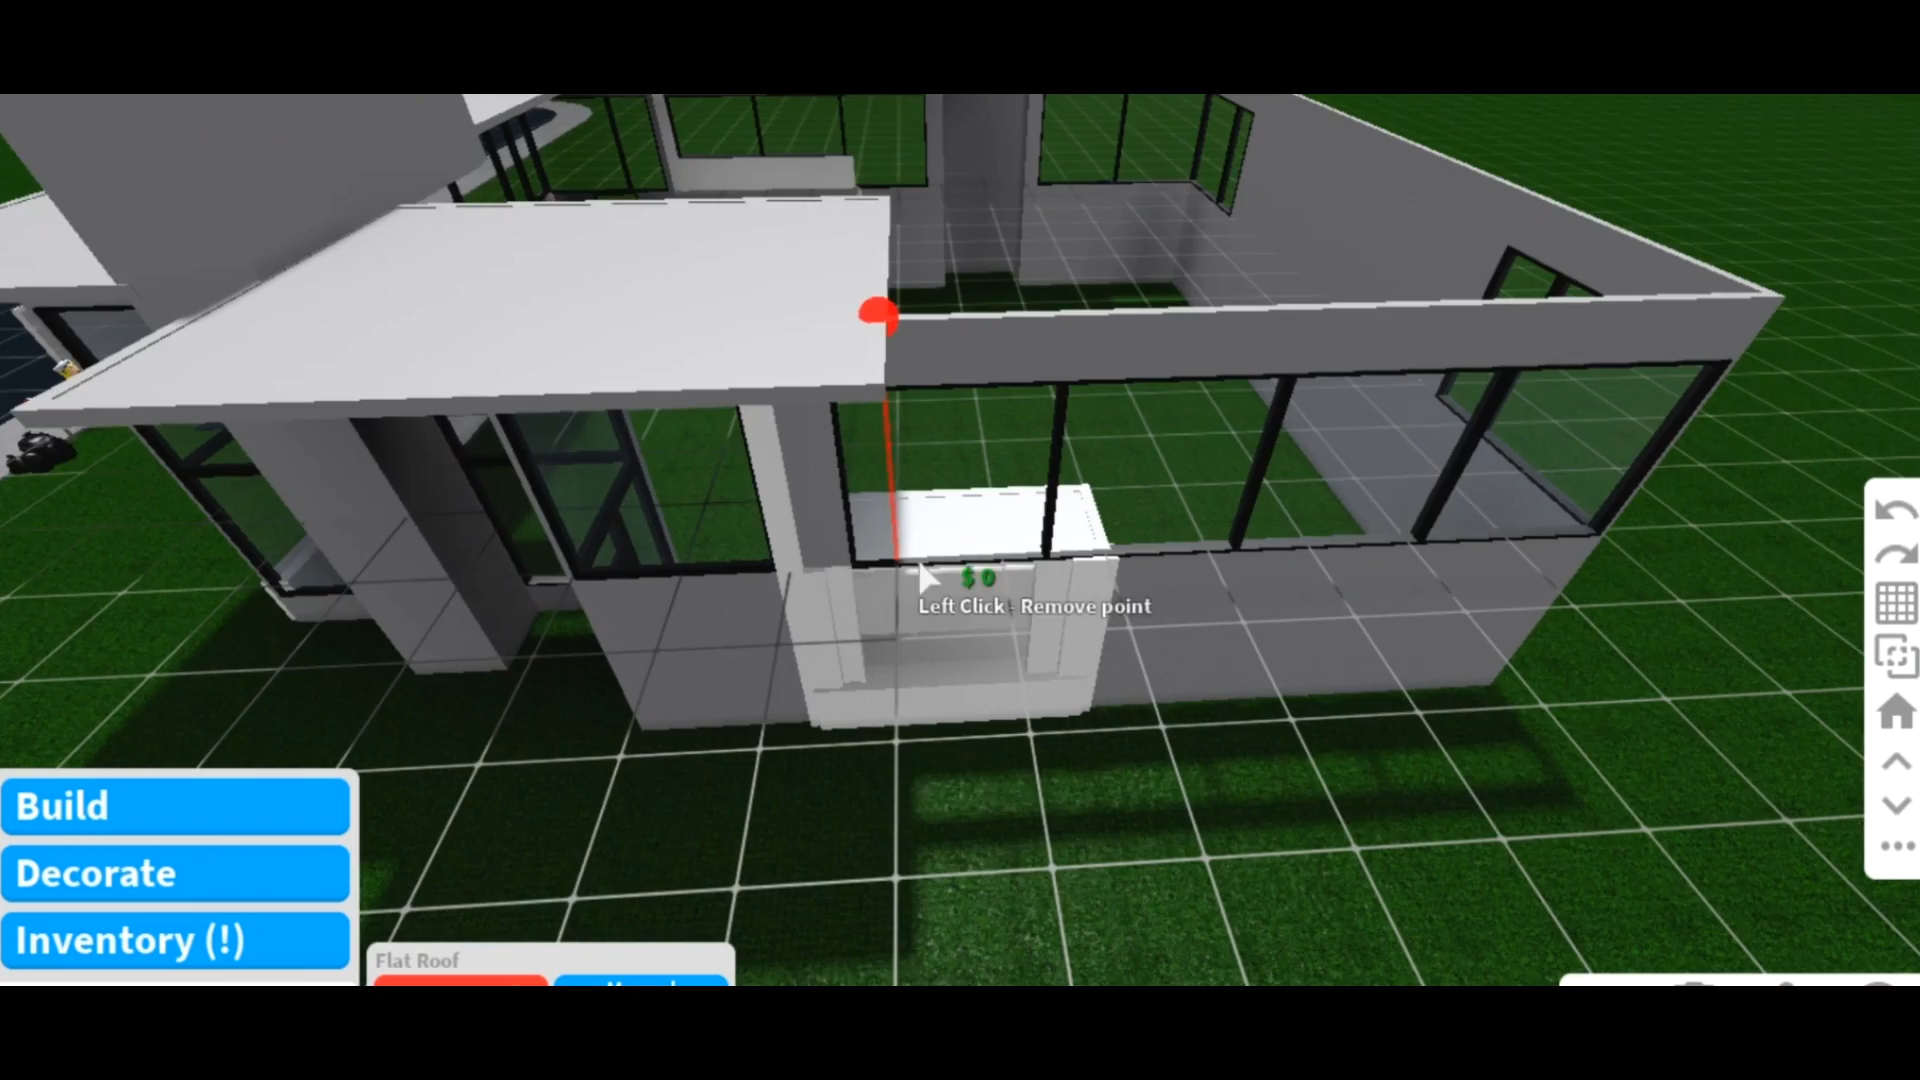 $ 0
Left Click - Remove point
Build
Decorate
Inventory (!)
Flat Roof